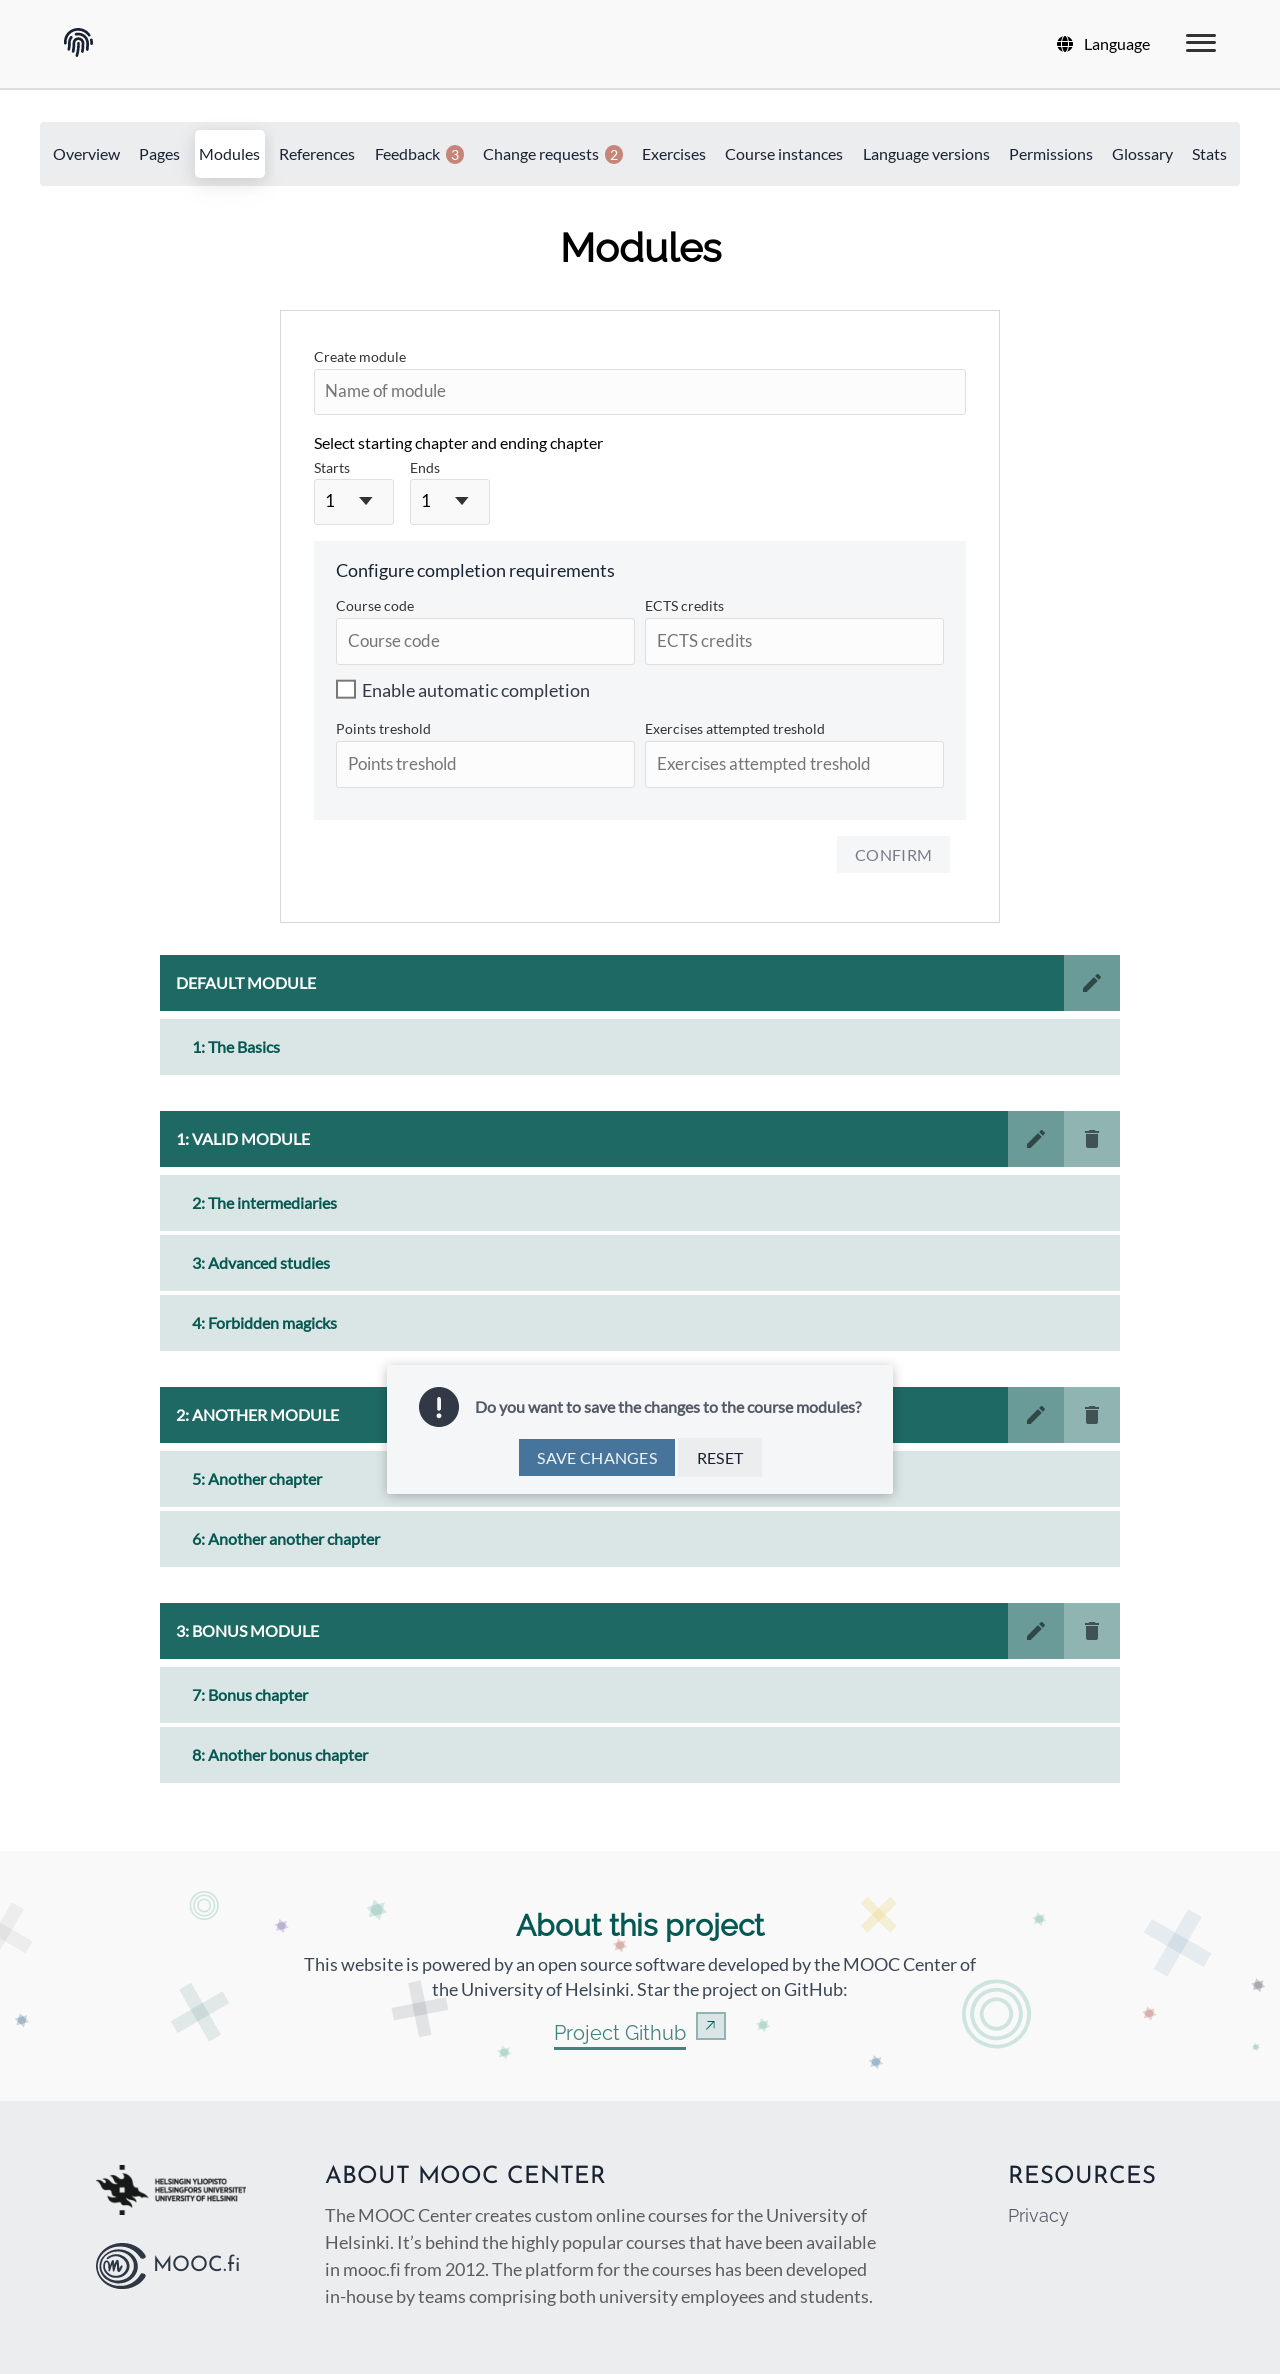 Language
Overview Pages Modules References Feedback 3 Change requests 2 Exercises Course instances Language versions Permissions Glossary Stats
Modules
Create module
Name of module
Select starting chapter and ending chapter
Starts Ends
1 1
Configure completion requirements
Course code ECTS credits
Course code ECTS credits
Enable automatic completion
Points treshold Exercises attempted treshold
Points treshold Exercises attempted treshold
CONFIRM
DEFAULT MODULE
1: The Basics
1: VALID MODULE
2: The intermediaries
3: Advanced studies
4: Forbidden magicks
Do you want to save the changes to the course modules?
2: ANOTHER MODULE
SAVE CHANGES RESET
5: Another chapter
6: Another another chapter
3: BONUS MODULE
7: Bonus chapter
8: Another bonus chapter
About this project
This website is powered by an open source software developed by the MOOC Center of
the University of Helsinki. Star the project on GitHub:
Project Github
HELSINGIN YLIOPISTO
HELSINGFORS UNIVERSITET
UNIVERSITY OF HELSINKI
MOOC.fi
ABOUT MOOC CENTER
The MOOC Center creates custom online courses for the University of
Helsinki. It’s behind the highly popular courses that have been available
in mooc.fi from 2012. The platform for the courses has been developed
in-house by teams comprising both university employees and students.
RESOURCES
Privacy